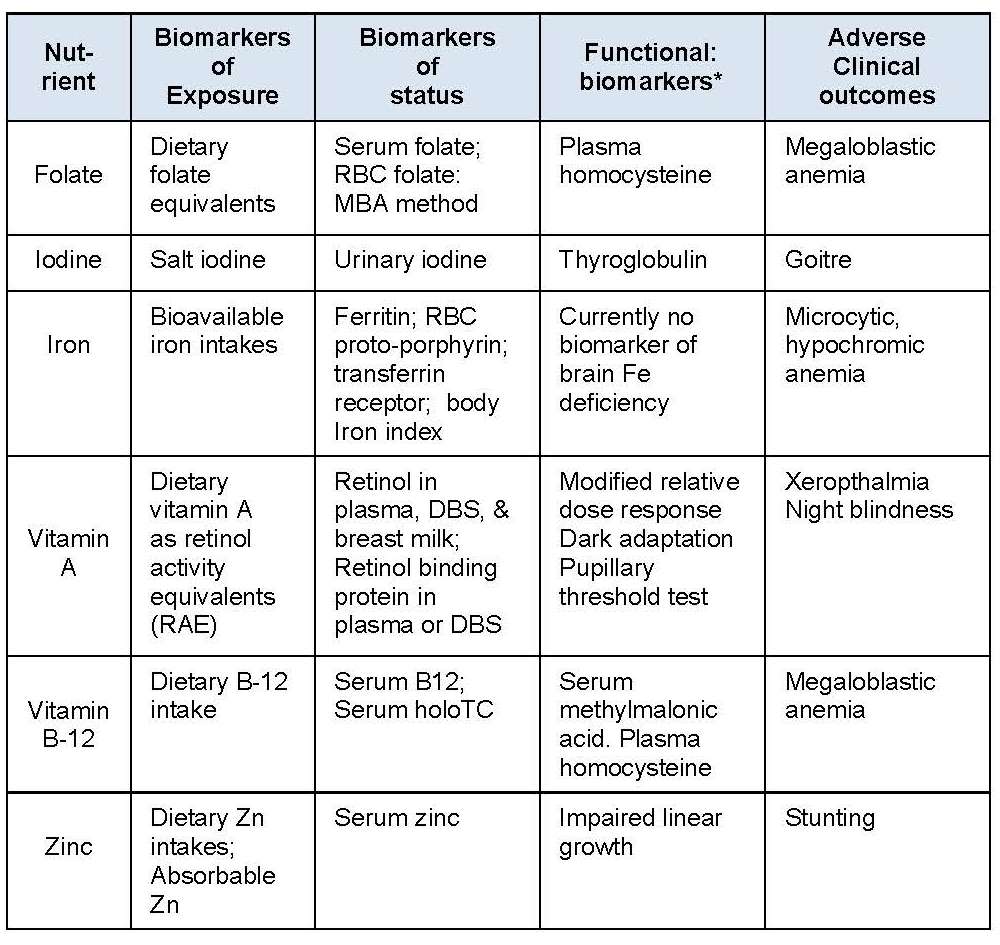 Nut-
rient
Biomarkers
of
Exposure
Biomarkers
of
status
Functional:
biomarkers*
Adverse
Clinical
outcomes
Folate
Dietary
folate
equivalents
Serum folate;
RBC folate:
MBA method
Plasma
homocysteine
Megaloblastic
anemia
Iodine
Salt iodine
Urinary iodine
Thyroglobulin
Goitre
Iron
Bioavailable
iron intakes
Ferritin; RBC
proto-porphyrin;
transferrin
receptor;  body
Iron index
Currently no
biomarker of
brain Fe
deficiency
Microcytic,
hypochromic
anemia
Vitamin
A
Dietary
vitamin A
as retinol
activity
equivalents
(RAE)
Retinol in
plasma, DBS, &
breast milk;
Retinol binding
protein in
plasma or DBS
Modified relative
dose response
Dark adaptation
Pupillary
threshold test
Xeropthalmia
Night blindness
Vitamin
B-12
Dietary B-12
intake
Serum B12;
Serum holoTC
Serum
methylmalonic
acid. Plasma
homocysteine
Megaloblastic
anemia
Zinc
Dietary Zn
intakes;
Absorbable
Zn
Serum zinc
Impaired linear
growth
Stunting